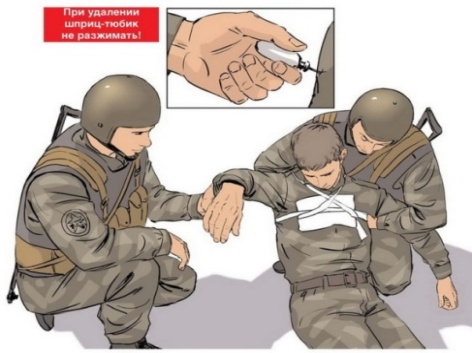 При удалении
шприц-тюбик
не разжимать!